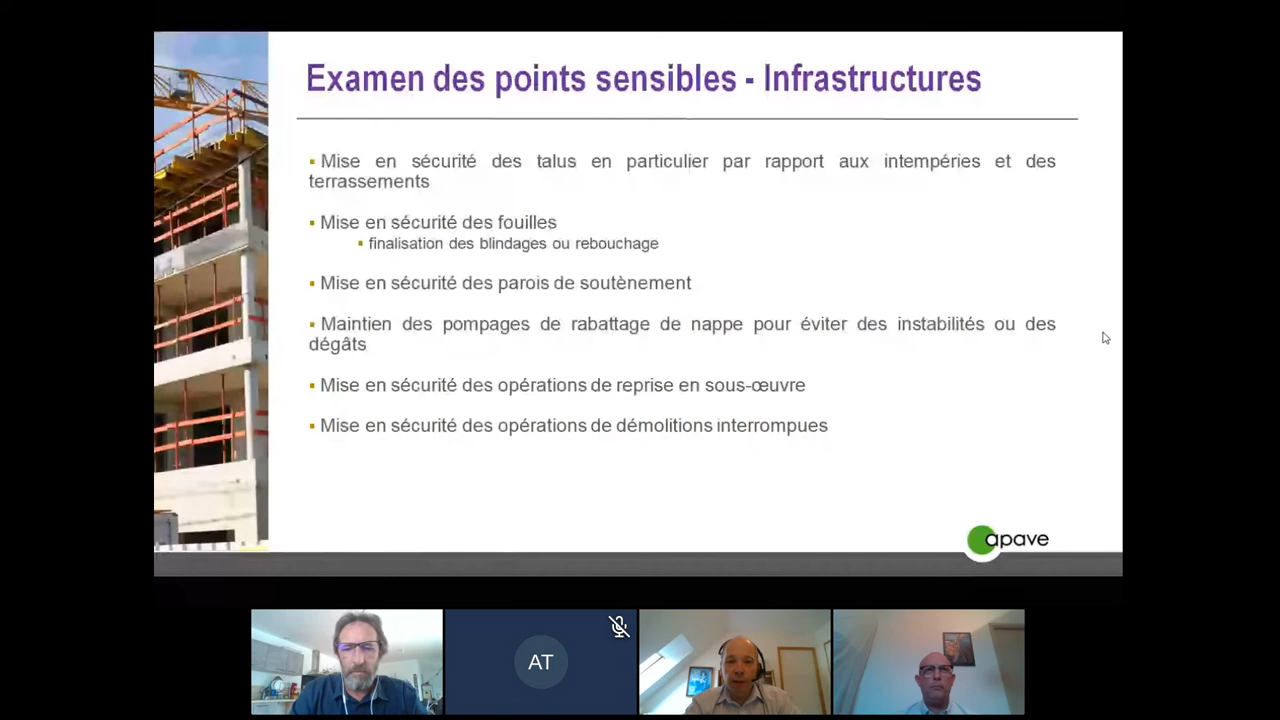 Examen des points sensibles - Infrastructures
▪ Mise en sécurité des talus en particulier par rapport aux intempéries et des
terrassements
▪ Mise en sécurité des fouilles
▪ finalisation des blindages ou rebouchage
▪ Mise en sécurité des parois de soutènement
▪ Maintien des pompages de rabattage de nappe pour éviter des instabilités ou des
dégâts
▪ Mise en sécurité des opérations de reprise en sous-œuvre
▪ Mise en sécurité des opérations de démolitions interrompues
apave
AT